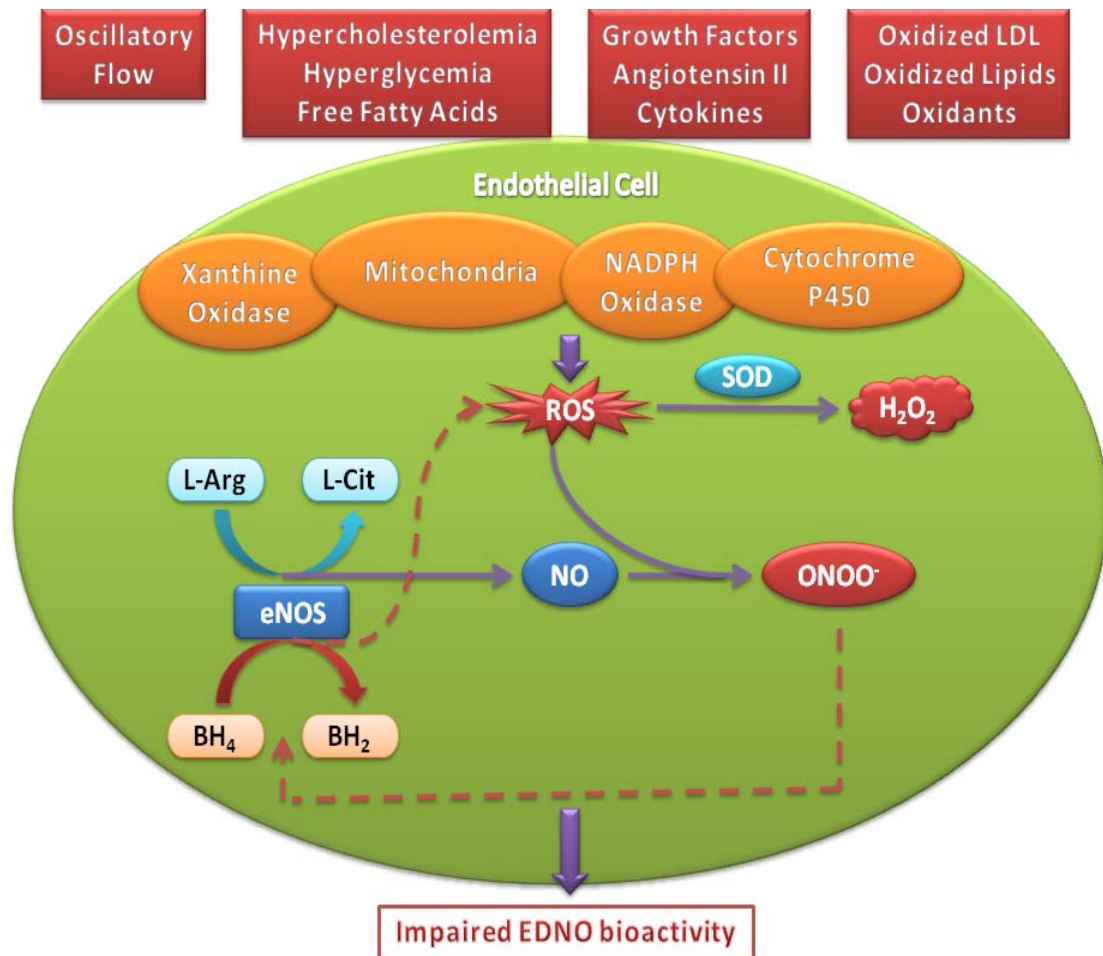 Oscillatory
Flow
Hypercholesterolemia
Hyperglycemia
Free Fatty Acids
Growth Factors
Angiotensin II
Cytokines
Oxidized LDL
Oxidized Lipids
Oxidants
Endothelial Cell
Xanthine
Oxidase
Mitochondria
NADPH
Oxidase
Cytochrome
P450
ROS
SOD
H₂O₂
L-Arg
L-Cit
eNOS
NO
ONOO⁻
BH₄
BH₂
Impaired EDNO bioactivity